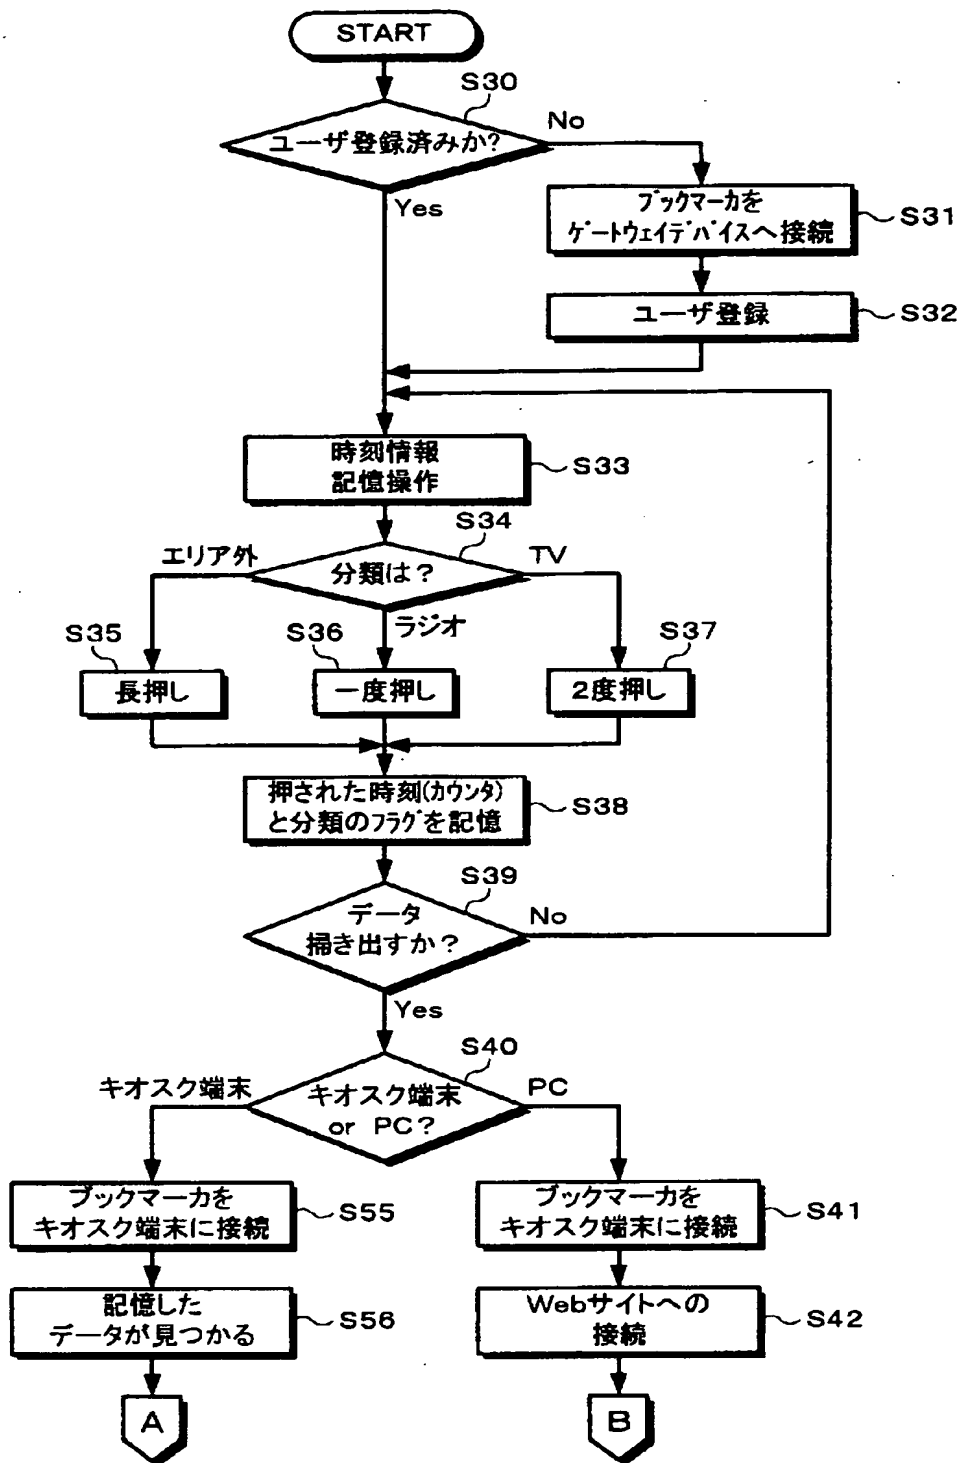 START
S30
ユーザ登録済みか?
No
Yes
ブックマーカを
ゲートウェイデバイスへ接続
S31
ユーザ登録
S32
時刻情報
記憶操作
S33
S34
エリア外
分類は?
TV
ラジオ
S35
長押し
S36
一度押し
S37
2度押し
押された時刻(カウンタ)
と分類のフラグを記憶
S38
S39
データ
掃き出すか?
No
Yes
S40
キオスク端末
キオスク端末
or PC?
PC
ブックマーカを
キオスク端末に接続
S55
ブックマーカを
キオスク端末に接続
S41
記憶した
データが見つかる
S56
Webサイトへの
接続
S42
A
B